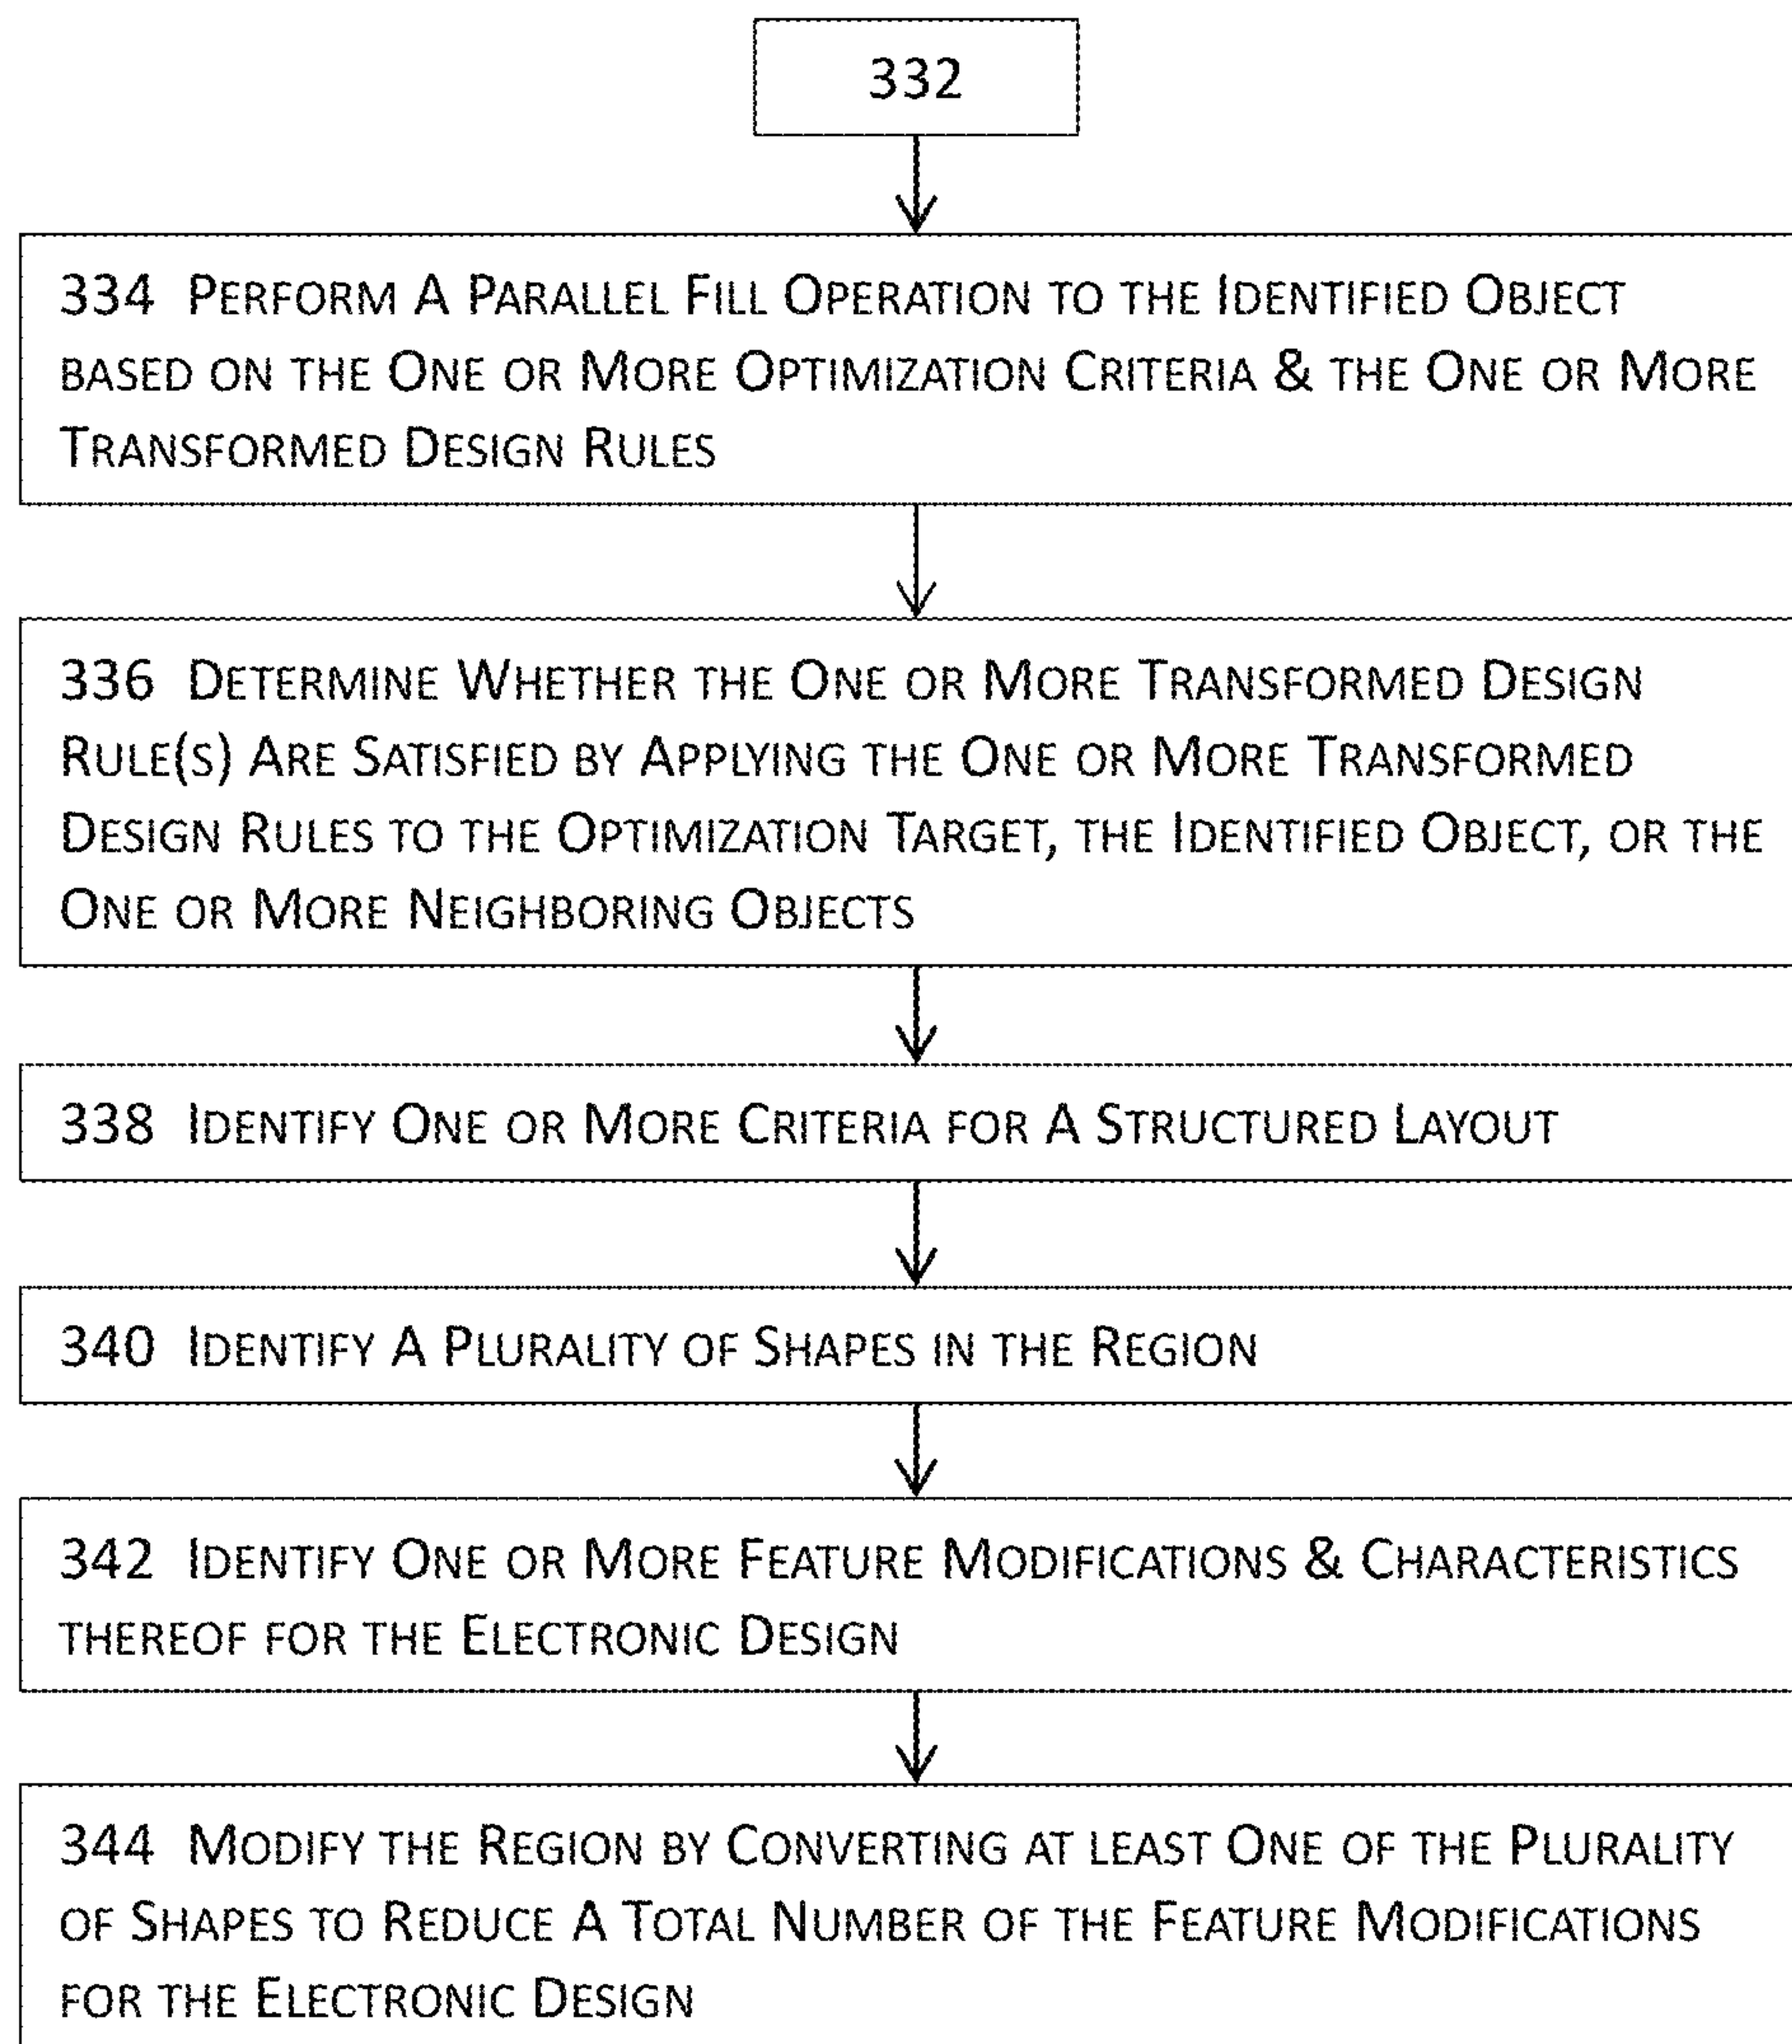 332
334 Perform A Parallel Fill Operation to the Identified Object
based on the One or More Optimization Criteria & the One or More
Transformed Design Rules
336 Determine Whether the One or More Transformed Design
Rule(s) Are Satisfied by Applying the One or More Transformed
Design Rules to the Optimization Target, the Identified Object, or the
One or More Neighboring Objects
338 Identify One or More Criteria for A Structured Layout
340 Identify A Plurality of Shapes in the Region
342 Identify One or More Feature Modifications & Characteristics
thereof for the Electronic Design
344 Modify the Region by Converting at least One of the Plurality
of Shapes to Reduce A Total Number of the Feature Modifications
for the Electronic Design